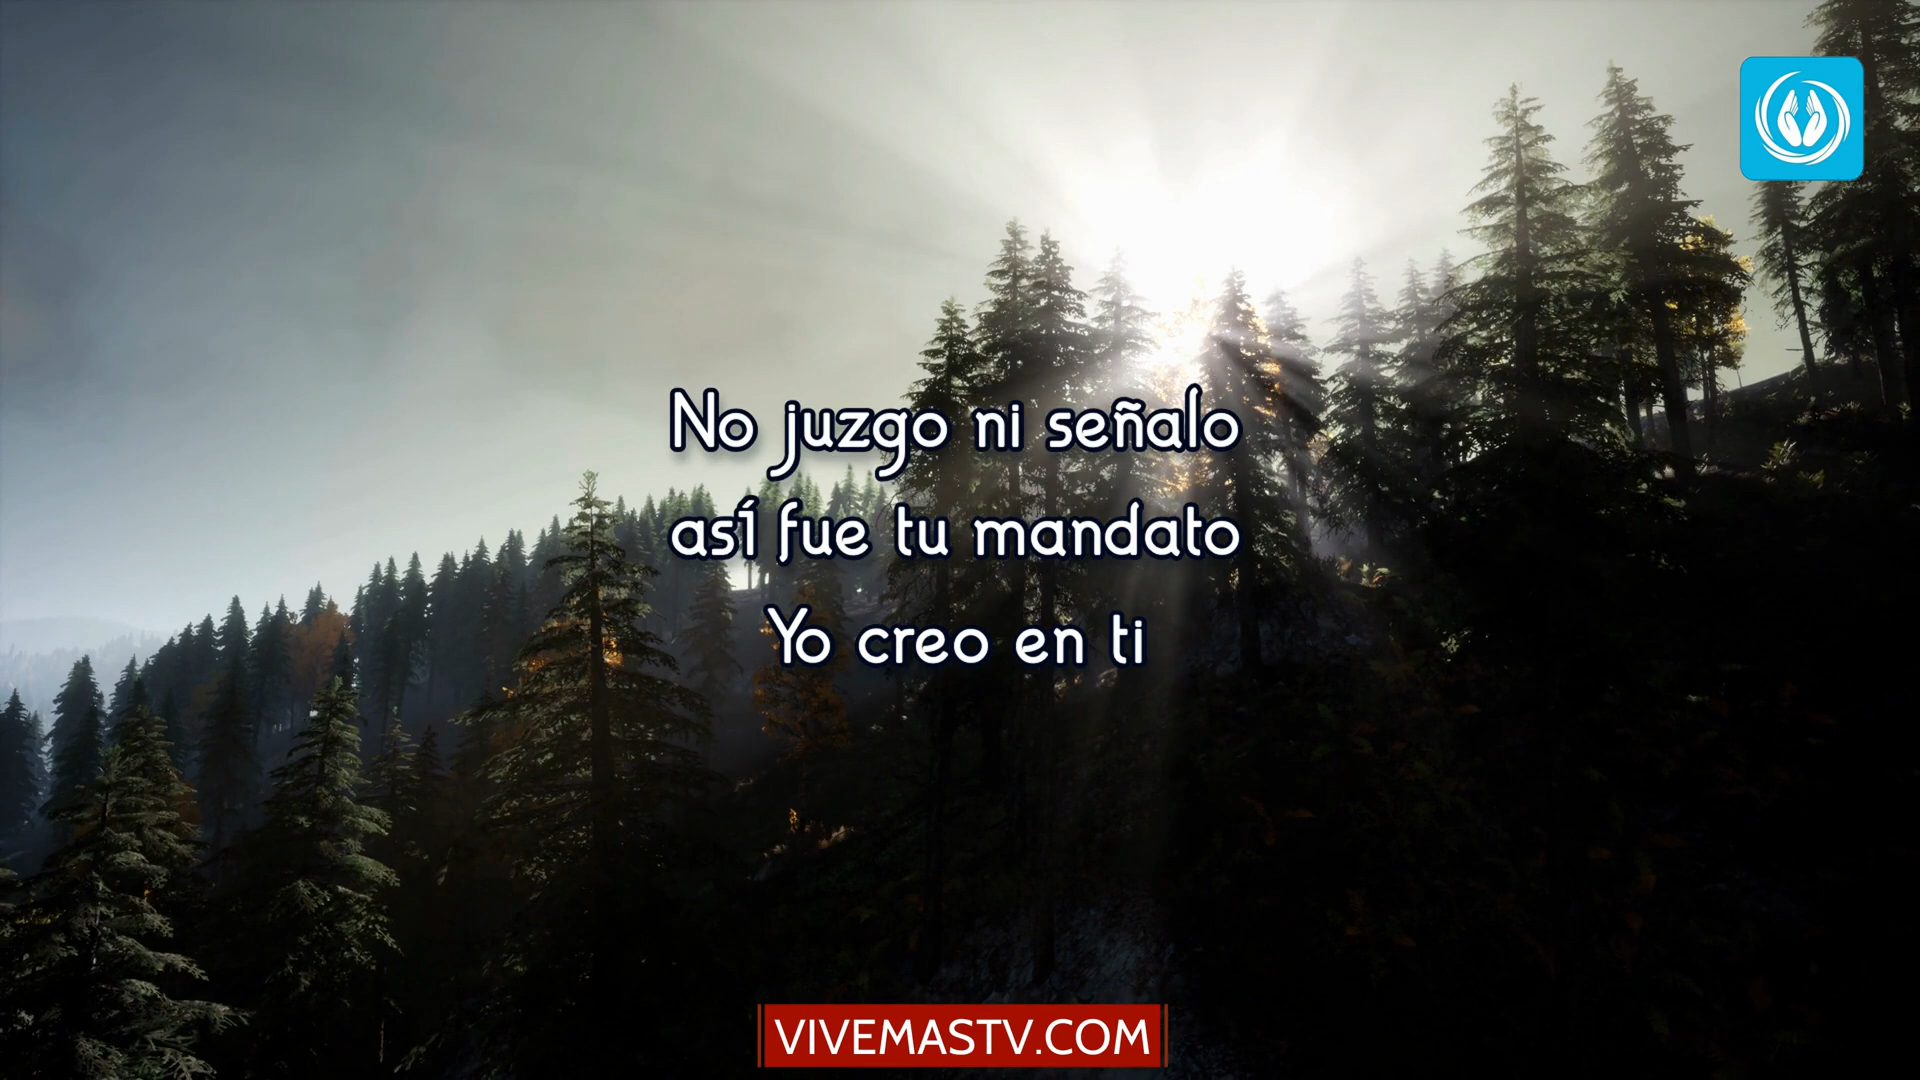 No juzgo ni señalo
así fue tu mandato
Yo creo en ti
VIVEMASTV.COM